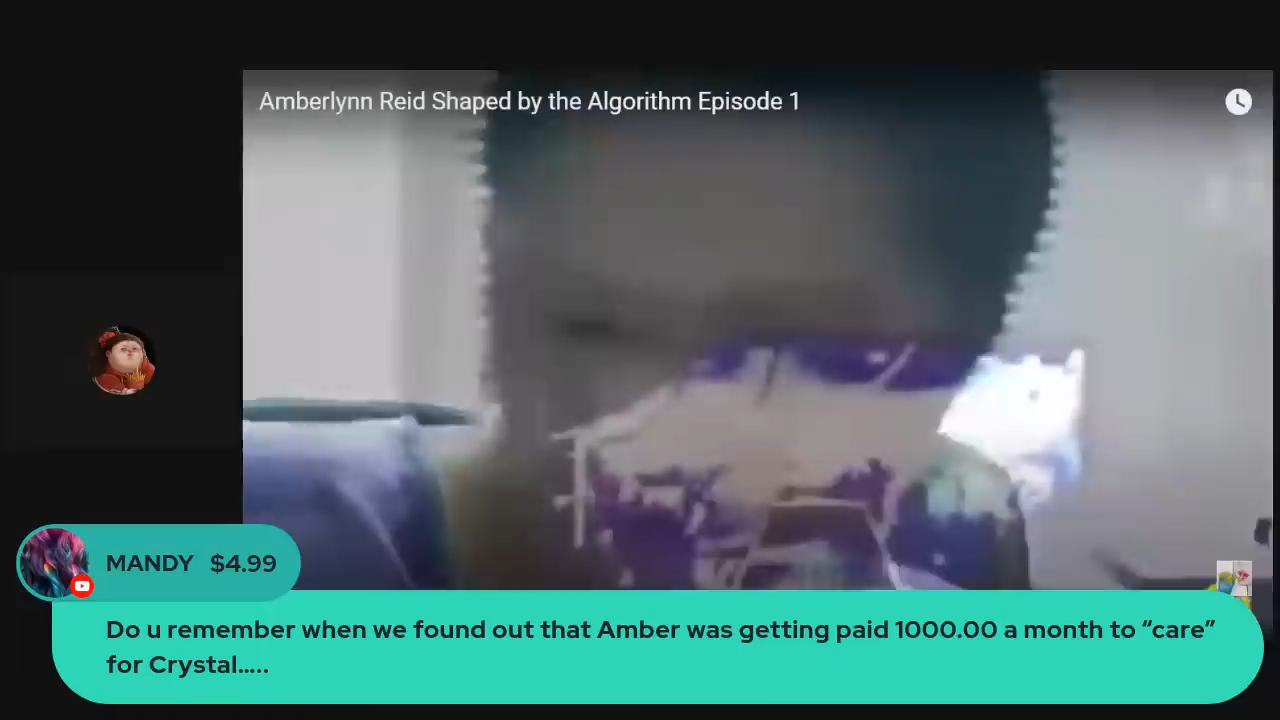 Amberlynn Reid Shaped by the Algorithm Episode 1
MANDY $4.99
Do u remember when we found out that Amber was getting paid 1000.00 a month to “care”
for Crystal.....